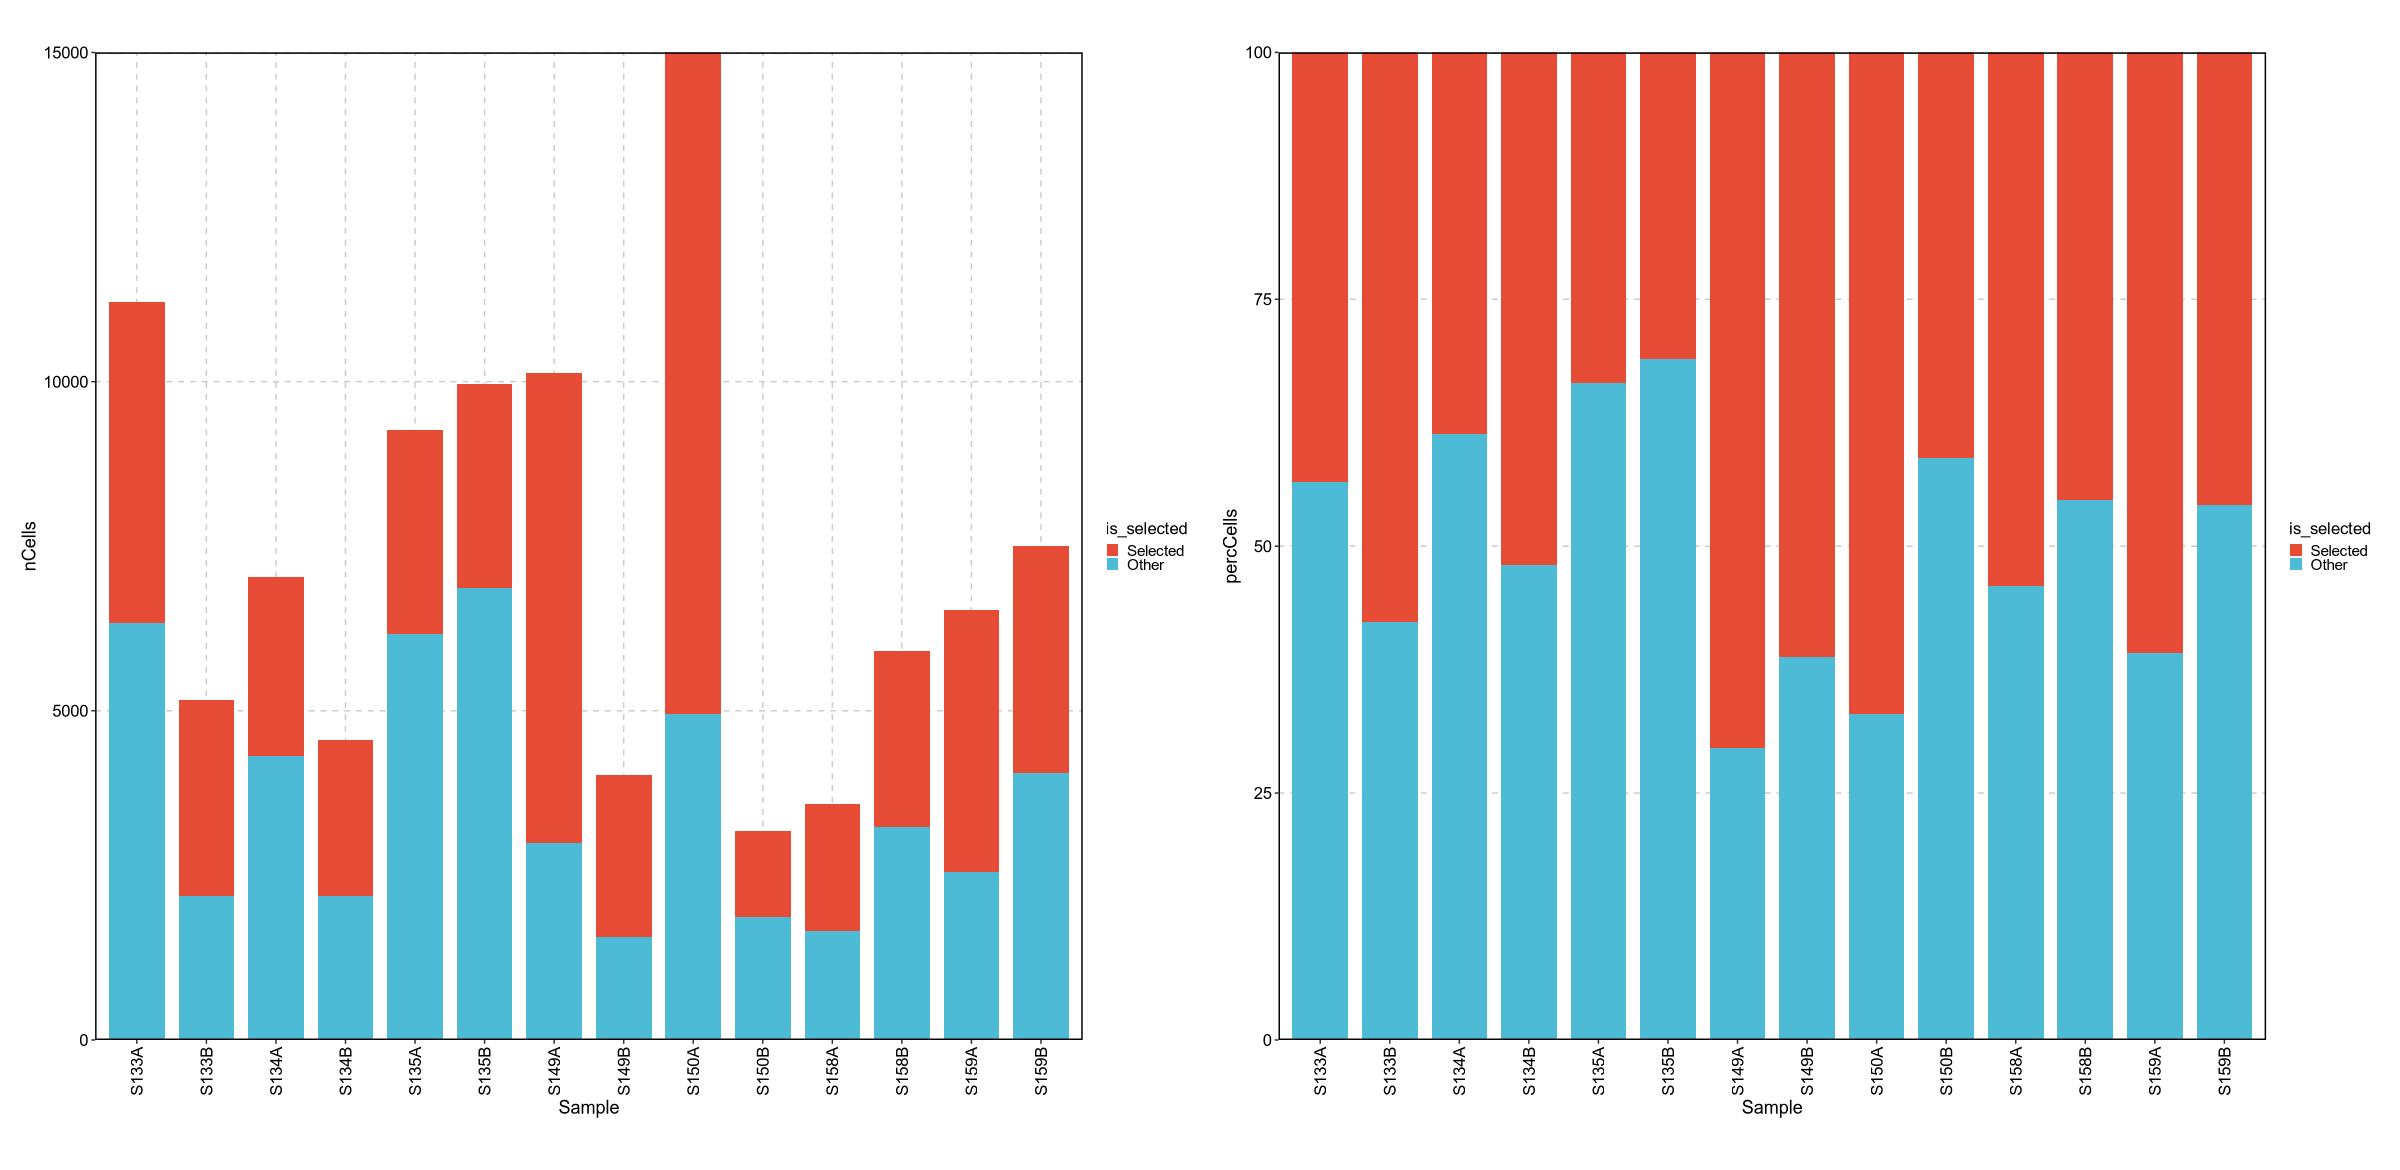 15000
10000
5000
0
nCells
S133A
S133B
S134A
S134B
S135A
S135B
S149A
S149B
S150A
S150B
S158A
S158B
S159A
S159B
Sample
is_selected
Selected
Other
100
75
50
25
0
percCells
S133A
S133B
S134A
S134B
S135A
S135B
S149A
S149B
S150A
S150B
S158A
S158B
S159A
S159B
Sample
is_selected
Selected
Other